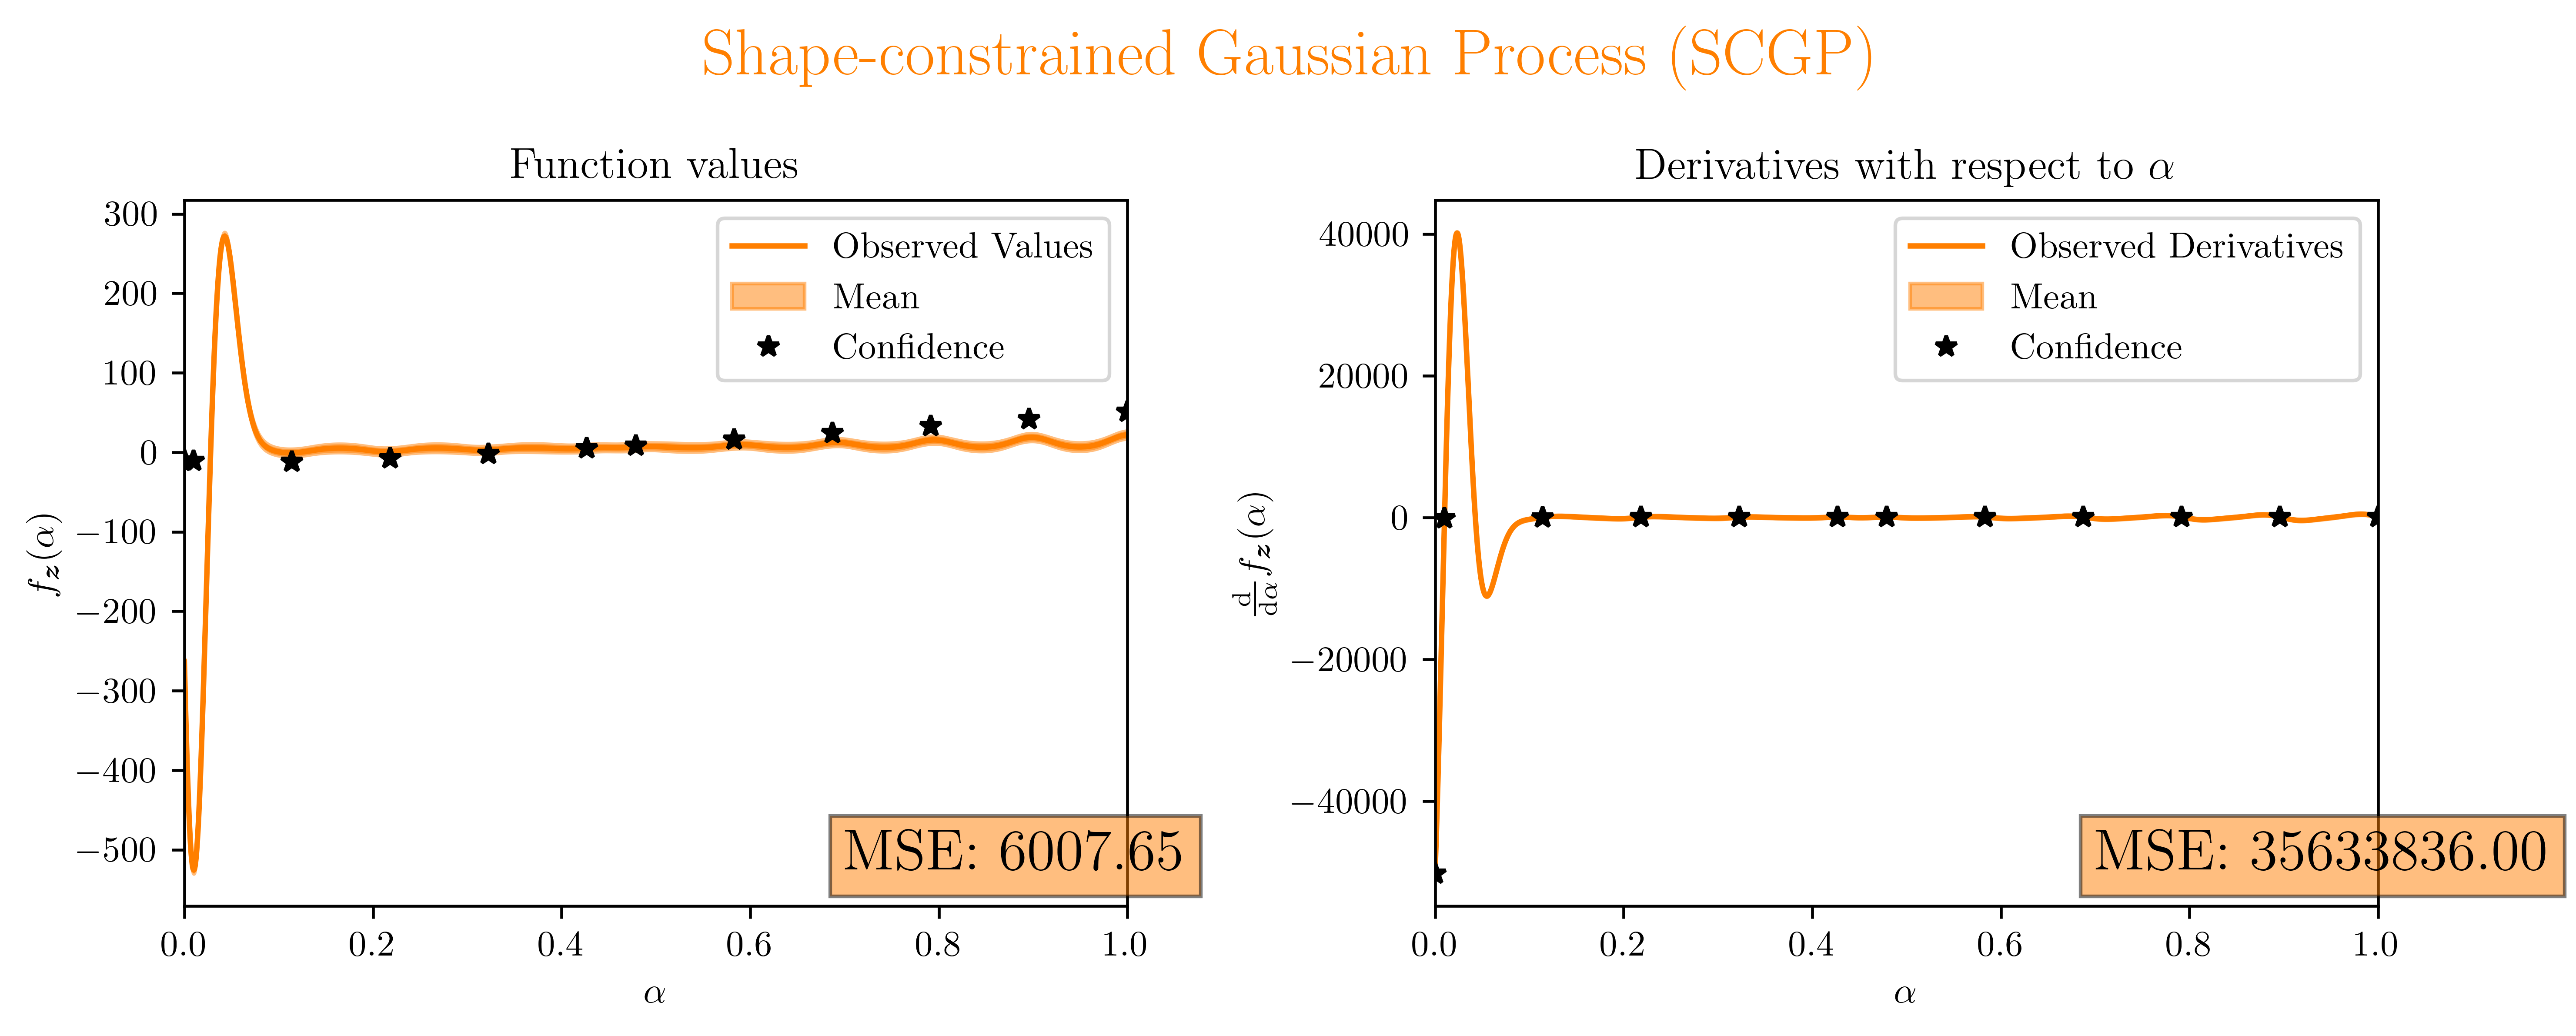 Shape-constrained Gaussian Process (SCGP)
Function values
300
200
100
0
−100
−200
−300
−400
−500
f_z(α)
Observed Values
Mean
Confidence
MSE: 6007.65
0.0 0.2 0.4 0.6 0.8 1.0
α
Derivatives with respect to α
40000
20000
0
−20000
−40000
d/dα f_z(α)
Observed Derivatives
Mean
Confidence
MSE: 35633836.00
0.0 0.2 0.4 0.6 0.8 1.0
α